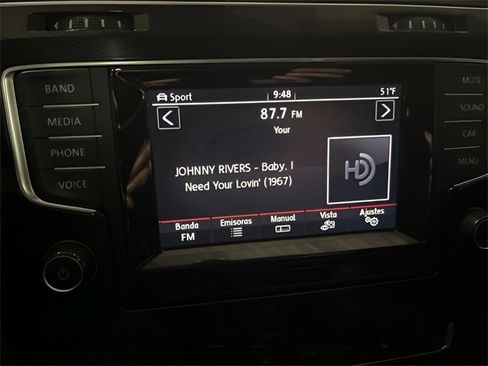 BAND
MEDIA
PHONE
VOICE
MUTE
SOUND
CAR
MENU
Sport
9:48
51°F
87.7 FM
Your
JOHNNY RIVERS - Baby, I
Need Your Lovin' (1967)
HD
Banda
FM
Emisoras
Manual
Vista
Ajustes